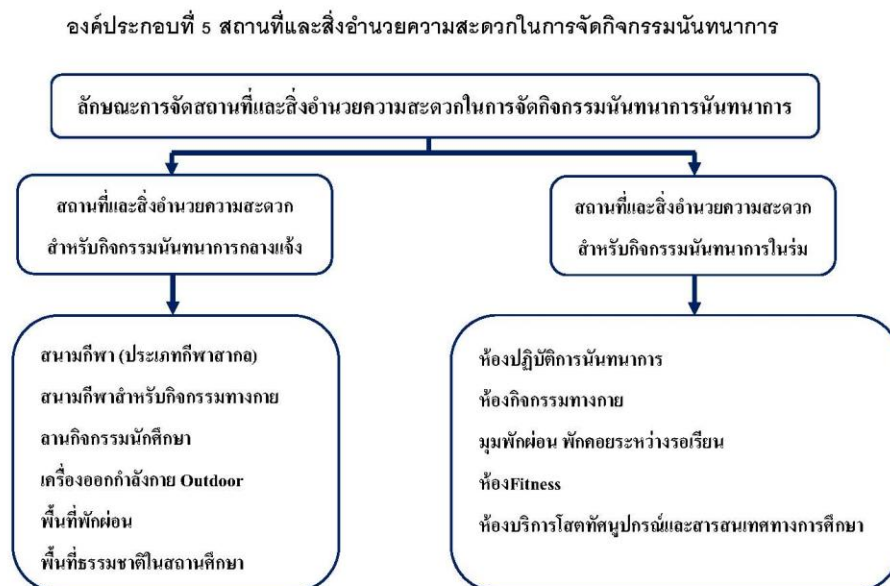 องค์ประกอบที่ 5 สถานที่และสิ่งอำนวยความสะดวกในการจัดกิจกรรมนันทนาการ
ลักษณะการจัดสถานที่และสิ่งอำนวยความสะดวกในการจัดกิจกรรมนันทนาการนันทนาการ
สถานที่และสิ่งอำนวยความสะดวก
สำหรับกิจกรรมนันทนาการกลางแจ้ง
สถานที่และสิ่งอำนวยความสะดวก
สำหรับกิจกรรมนันทนาการในร่ม
สนามกีฬา (ประเภทกีฬาสากล)
สนามกีฬาสำหรับกิจกรรมทางกาย
ลานกิจกรรมนักศึกษา
เครื่องออกกำลังกาย Outdoor
พื้นที่พักผ่อน
พื้นที่ธรรมชาติในสถานศึกษา
ห้องปฏิบัติการนันทนาการ
ห้องกิจกรรมทางกาย
มุมพักผ่อน พักคอยระหว่างรอเรียน
ห้องFitness
ห้องบริการโสตทัศนูปกรณ์และสารสนเทศทางการศึกษา